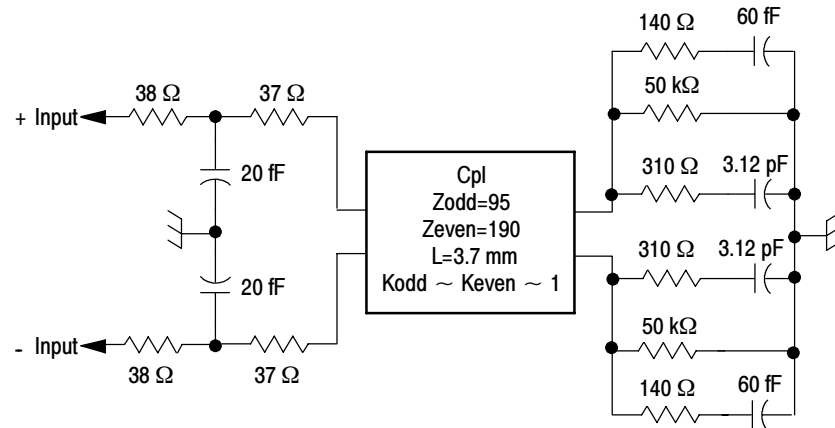 140 Ω
60 fF
50 kΩ
38 Ω
37 Ω
+ Input
20 fF
310 Ω
3.12 pF
Cpl
Zodd=95
Zeven=190
L=3.7 mm
Kodd ~ Keven ~ 1
310 Ω
3.12 pF
20 fF
- Input
38 Ω
37 Ω
50 kΩ
140 Ω
60 fF